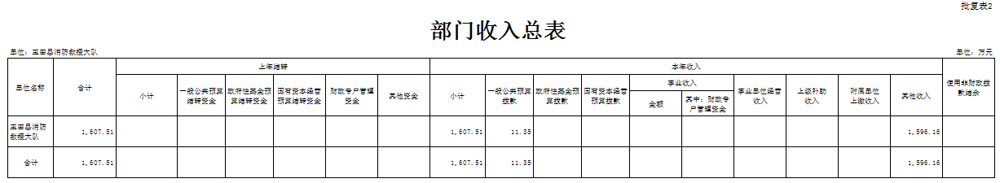 批复表2
部门收入总表
单位：玉田县消防救援大队 单位：万元
单位名称 合计 上年结转 本年收入 使用非财政拨款结余
小计 一般公共预算结转资金 政府性基金预算结转资金 国有资本经营预算结转资金 财政专户管理资金 其他资金 小计 一般公共预算拨款 政府性基金预算拨款 国有资本经营预算拨款 事业收入 事业单位经营收入 上级补助收入 附属单位上缴收入 其他收入
金额 其中：财政专户管理资金
玉田县消防救援大队 1,607.51 1,607.51 11.35 1,596.16
合计 1,607.51 1,607.51 11.35 1,596.16